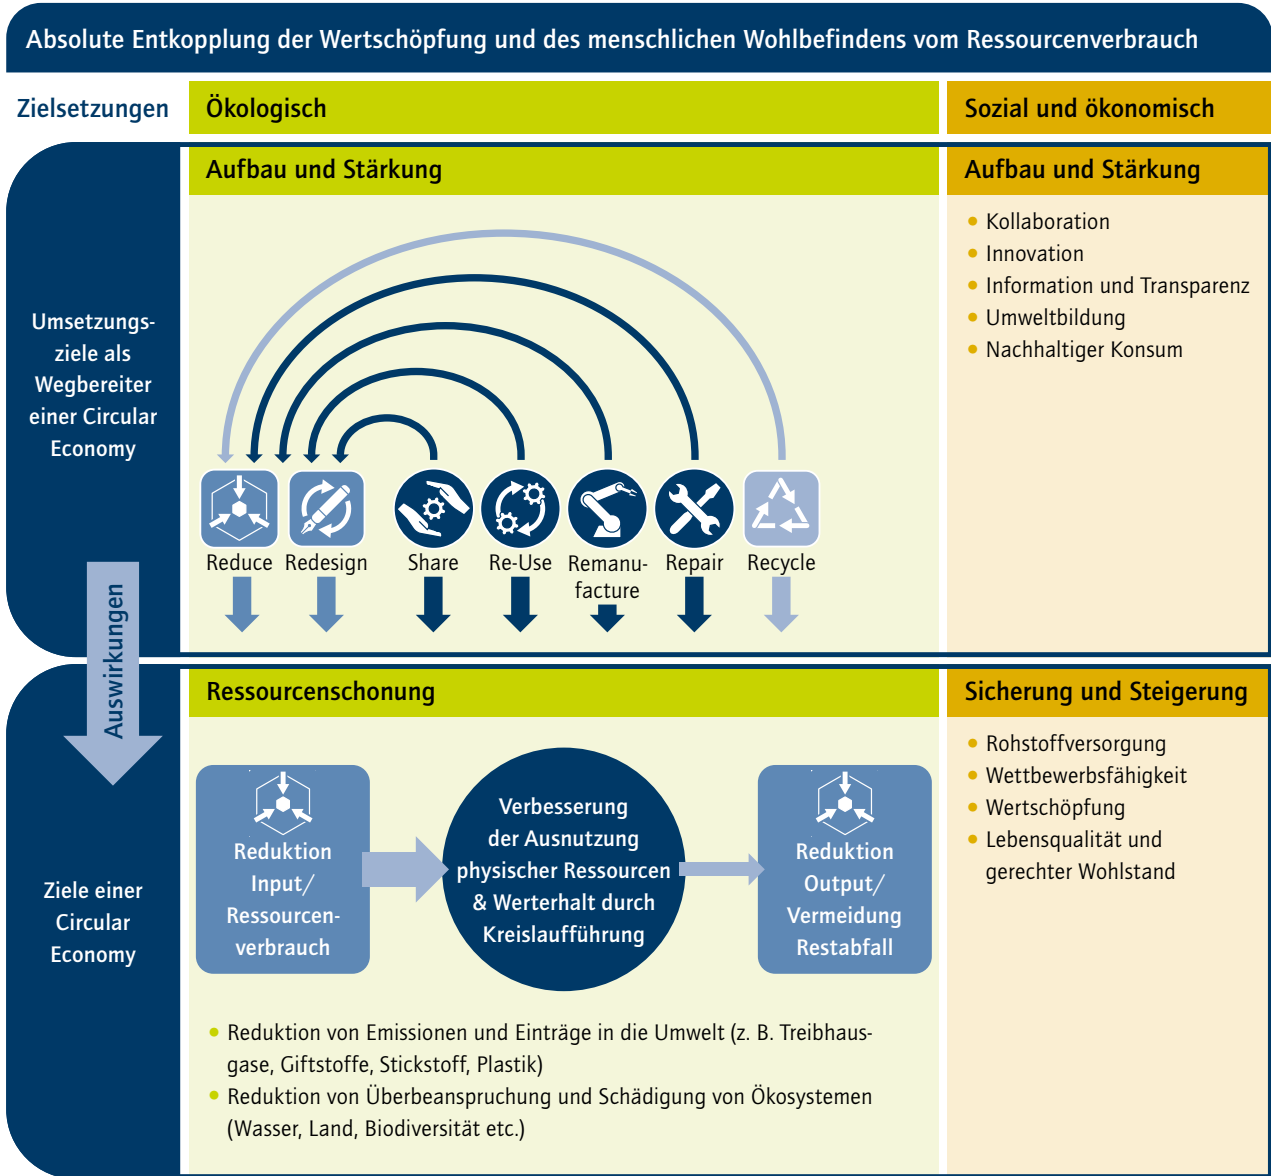 Absolute Entkopplung der Wertschöpfung und des menschlichen Wohlbefindens vom Ressourcenverbrauch
Zielsetzungen
Ökologisch
Sozial und ökonomisch
Umsetzungs-
ziele als
Wegbereiter
einer Circular
Economy
Aufbau und Stärkung
Reduce
Redesign
Share
Re-Use
Remanu-
facture
Repair
Recycle
Aufbau und Stärkung
• Kollaboration
• Innovation
• Information und Transparenz
• Umweltbildung
• Nachhaltiger Konsum
Auswirkungen
Ziele einer
Circular
Economy
Ressourcenschonung
Reduktion
Input/
Ressourcen-
verbrauch
Verbesserung
der Ausnutzung
physischer Ressourcen
& Werterhalt durch
Kreislaufführung
Reduktion
Output/
Vermeidung
Restabfall
• Reduktion von Emissionen und Einträge in die Umwelt (z. B. Treibhaus-
gase, Giftstoffe, Stickstoff, Plastik)
• Reduktion von Überbeanspruchung und Schädigung von Ökosystemen
(Wasser, Land, Biodiversität etc.)
Sicherung und Steigerung
• Rohstoffversorgung
• Wettbewerbsfähigkeit
• Wertschöpfung
• Lebensqualität und
gerechter Wohlstand